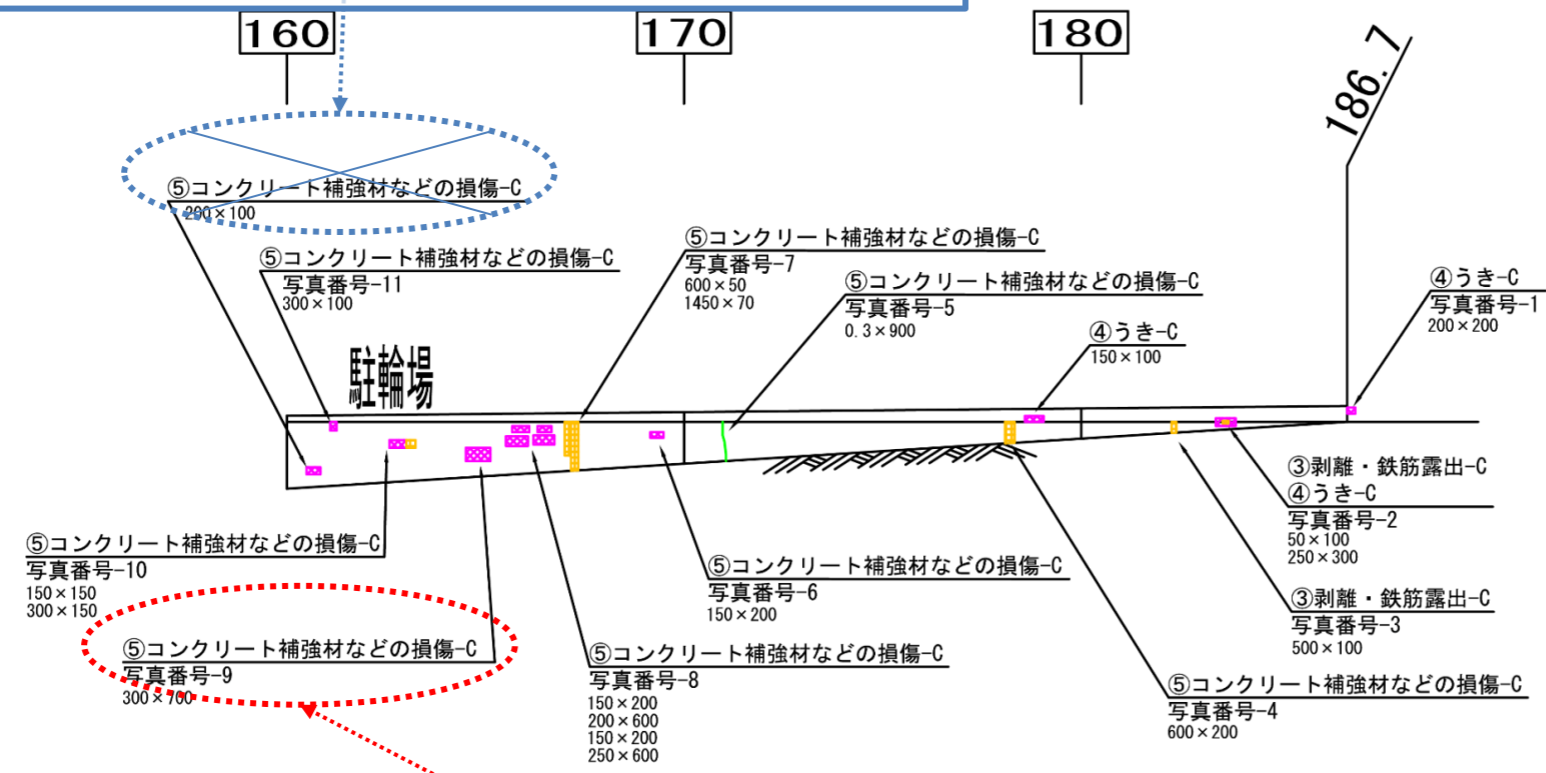 160
170
180
186.7
⑤コンクリート補強材などの損傷-C
200×100
⑤コンクリート補強材などの損傷-C
写真番号-11
300×100
⑤コンクリート補強材などの損傷-C
写真番号-7
600×50
1450×70
⑤コンクリート補強材などの損傷-C
写真番号-5
0.3×900
④うき-C
150×100
④うき-C
写真番号-1
200×200
駐輪場
⑤コンクリート補強材などの損傷-C
写真番号-10
150×150
300×150
⑤コンクリート補強材などの損傷-C
写真番号-9
300×700
⑤コンクリート補強材などの損傷-C
写真番号-8
150×200
200×600
150×200
250×600
⑤コンクリート補強材などの損傷-C
写真番号-6
150×200
③剥離・鉄筋露出-C
④うき-C
写真番号-2
50×100
250×300
③剥離・鉄筋露出-C
写真番号-3
500×100
⑤コンクリート補強材などの損傷-C
写真番号-4
600×200